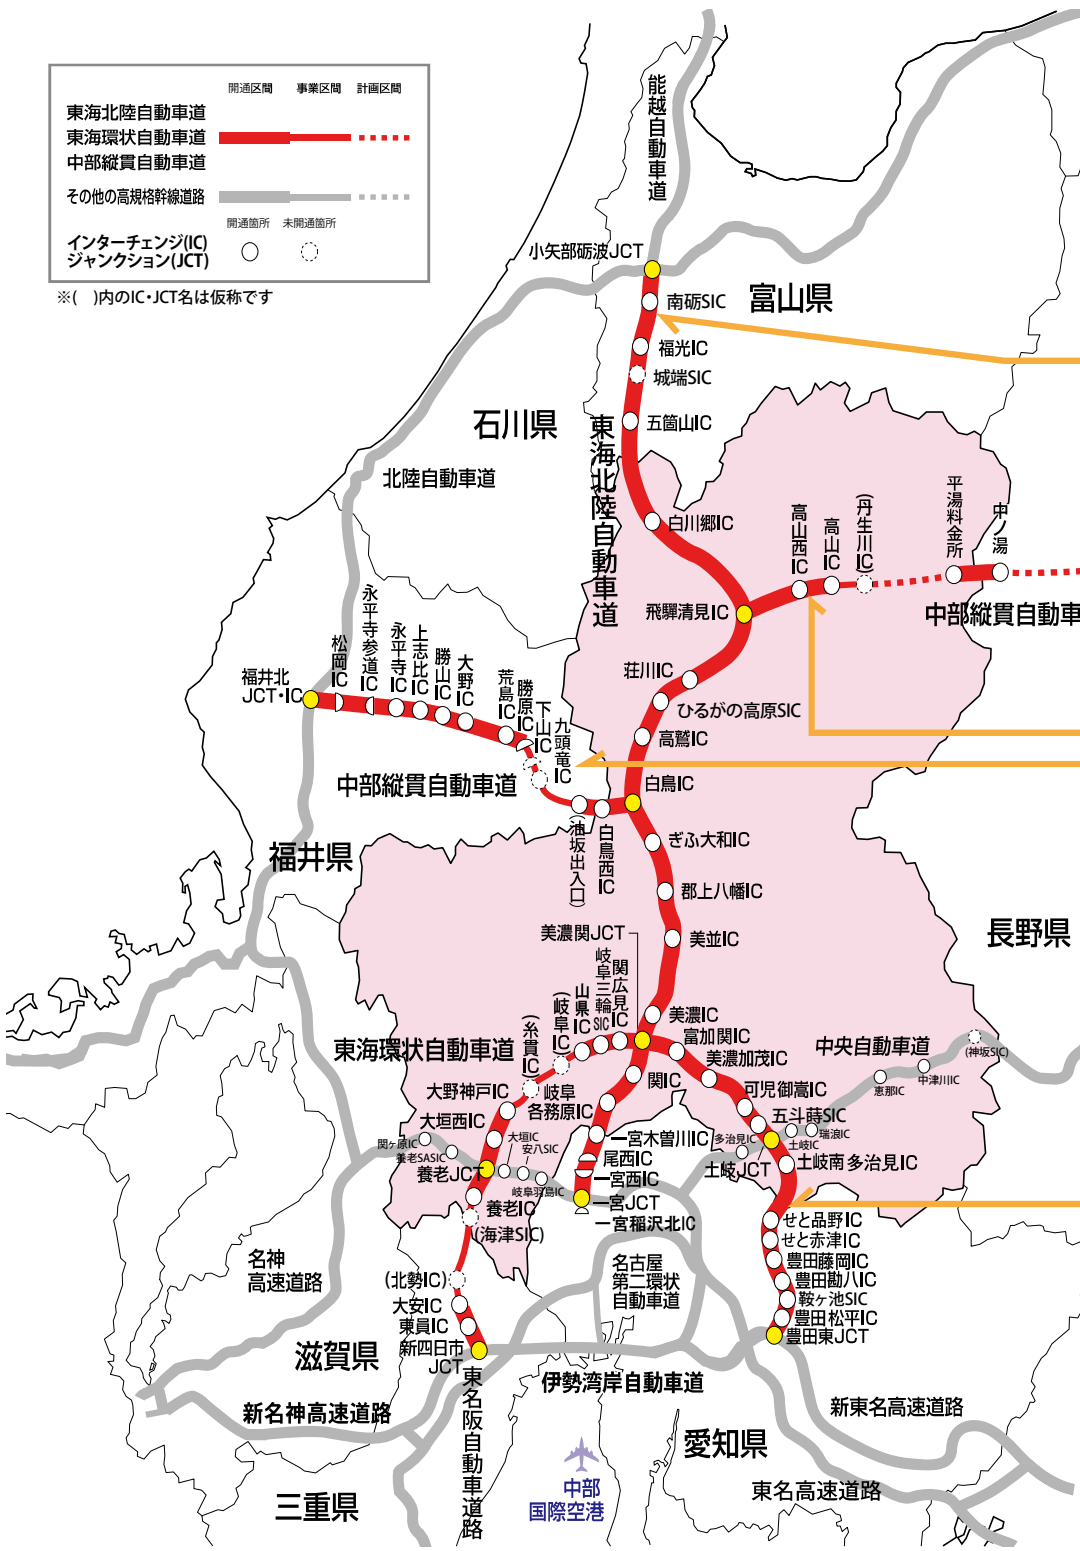 開通区間 事業区間 計画区間
東海北陸自動車道
東海環状自動車道
中部縦貫自動車道
その他の高規格幹線道路
開通箇所 未開通箇所
インターチェンジ(IC)
ジャンクション(JCT)
※( )内のIC・JCT名は仮称です
能越自動車道
小矢部砺波JCT
南砺SIC
富山県
福光IC
城端SIC
石川県
五箇山IC
東海北陸自動車道
北陸自動車道
白川郷IC
高山西IC
高山IC
(丹生川IC)
平湯料金所
中ノ湯
飛騨清見IC
中部縦貫自動車
荘川IC
ひるがの高原SIC
高鷲IC
福井北
JCT・IC
松岡IC
永平寺参道IC
永平寺IC
上志比IC
勝山IC
大野IC
荒島IC
勝原IC
下山IC
九頭竜IC
中部縦貫自動車道
白鳥IC
(油坂出入口)
白鳥西IC
ぎふ大和IC
福井県
郡上八幡IC
美濃関JCT
美並IC
長野県
関広見IC
岐阜三輪SIC
山県IC
(岐阜IC)
(糸貫IC)
美濃IC
富加関IC
東海環状自動車道
美濃加茂IC
中央自動車道
(神坂SIC)
中津川IC
恵那IC
関IC
可児御嵩IC
大野神戸IC
岐阜
各務原IC
五斗蒔SIC
瑞浪IC
土岐IC
多治見IC
大垣西IC
一宮木曽川IC
関ヶ原IC
養老SASIC
大垣IC
安八SIC
尾西IC
土岐JCT
土岐南多治見IC
養老JCT
一宮西IC
岐阜羽島IC
養老IC
一宮JCT
(海津SIC)
一宮稲沢北IC
せと品野IC
せと赤津IC
名神
高速道路
名古屋
第二環状
自動車道
豊田藤岡IC
(北勢IC)
豊田勘八IC
大安IC
鞍ヶ池SIC
東員IC
豊田松平IC
新四日市
JCT
豊田東JCT
滋賀県
東名阪自動車道路
伊勢湾岸自動車道
新名神高速道路
新東名高速道路
愛知県
中部
国際空港
東名高速道路
三重県